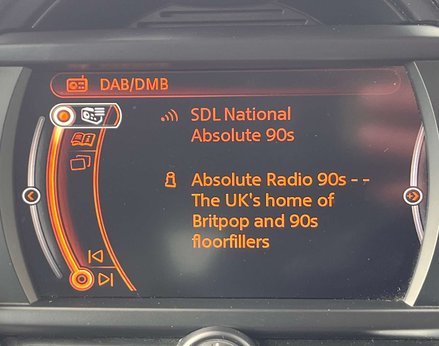 DAB/DMB
SDL National
Absolute 90s
Absolute Radio 90s - -
The UK's home of
Britpop and 90s
floorfillers